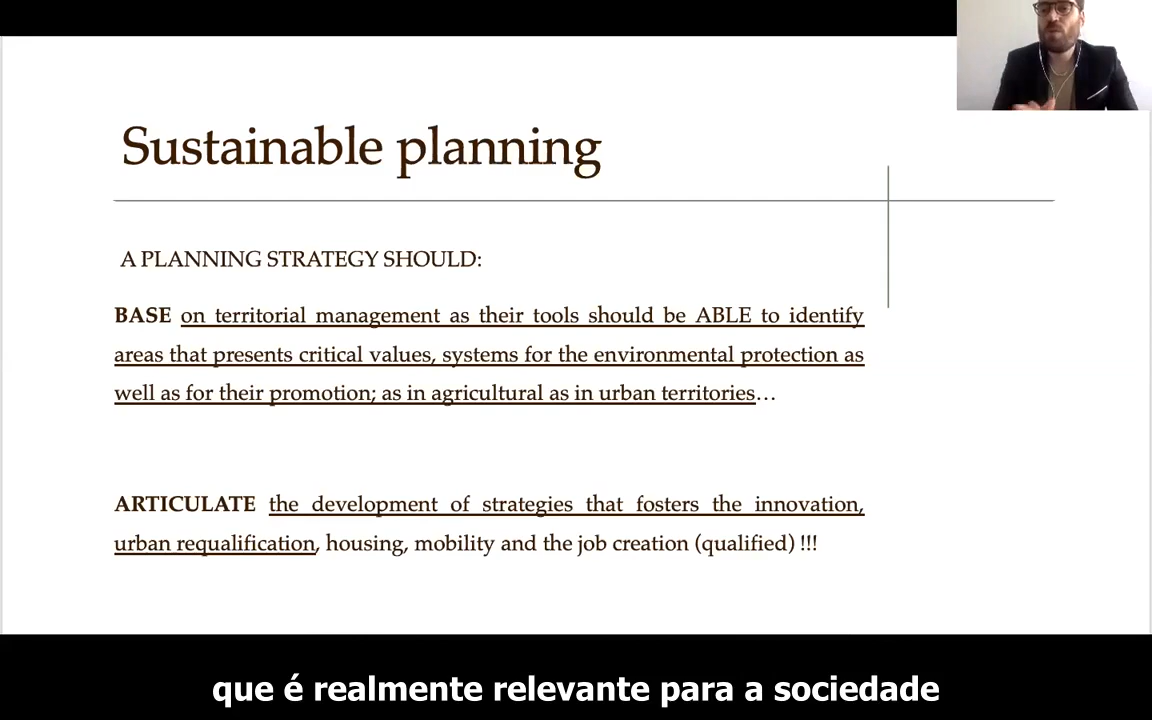 Sustainable planning
A PLANNING STRATEGY SHOULD:
BASE on territorial management as their tools should be ABLE to identify
areas that presents critical values, systems for the environmental protection as
well as for their promotion; as in agricultural as in urban territories…
ARTICULATE the development of strategies that fosters the innovation,
urban requalification, housing, mobility and the job creation (qualified) !!!
que é realmente relevante para a sociedade